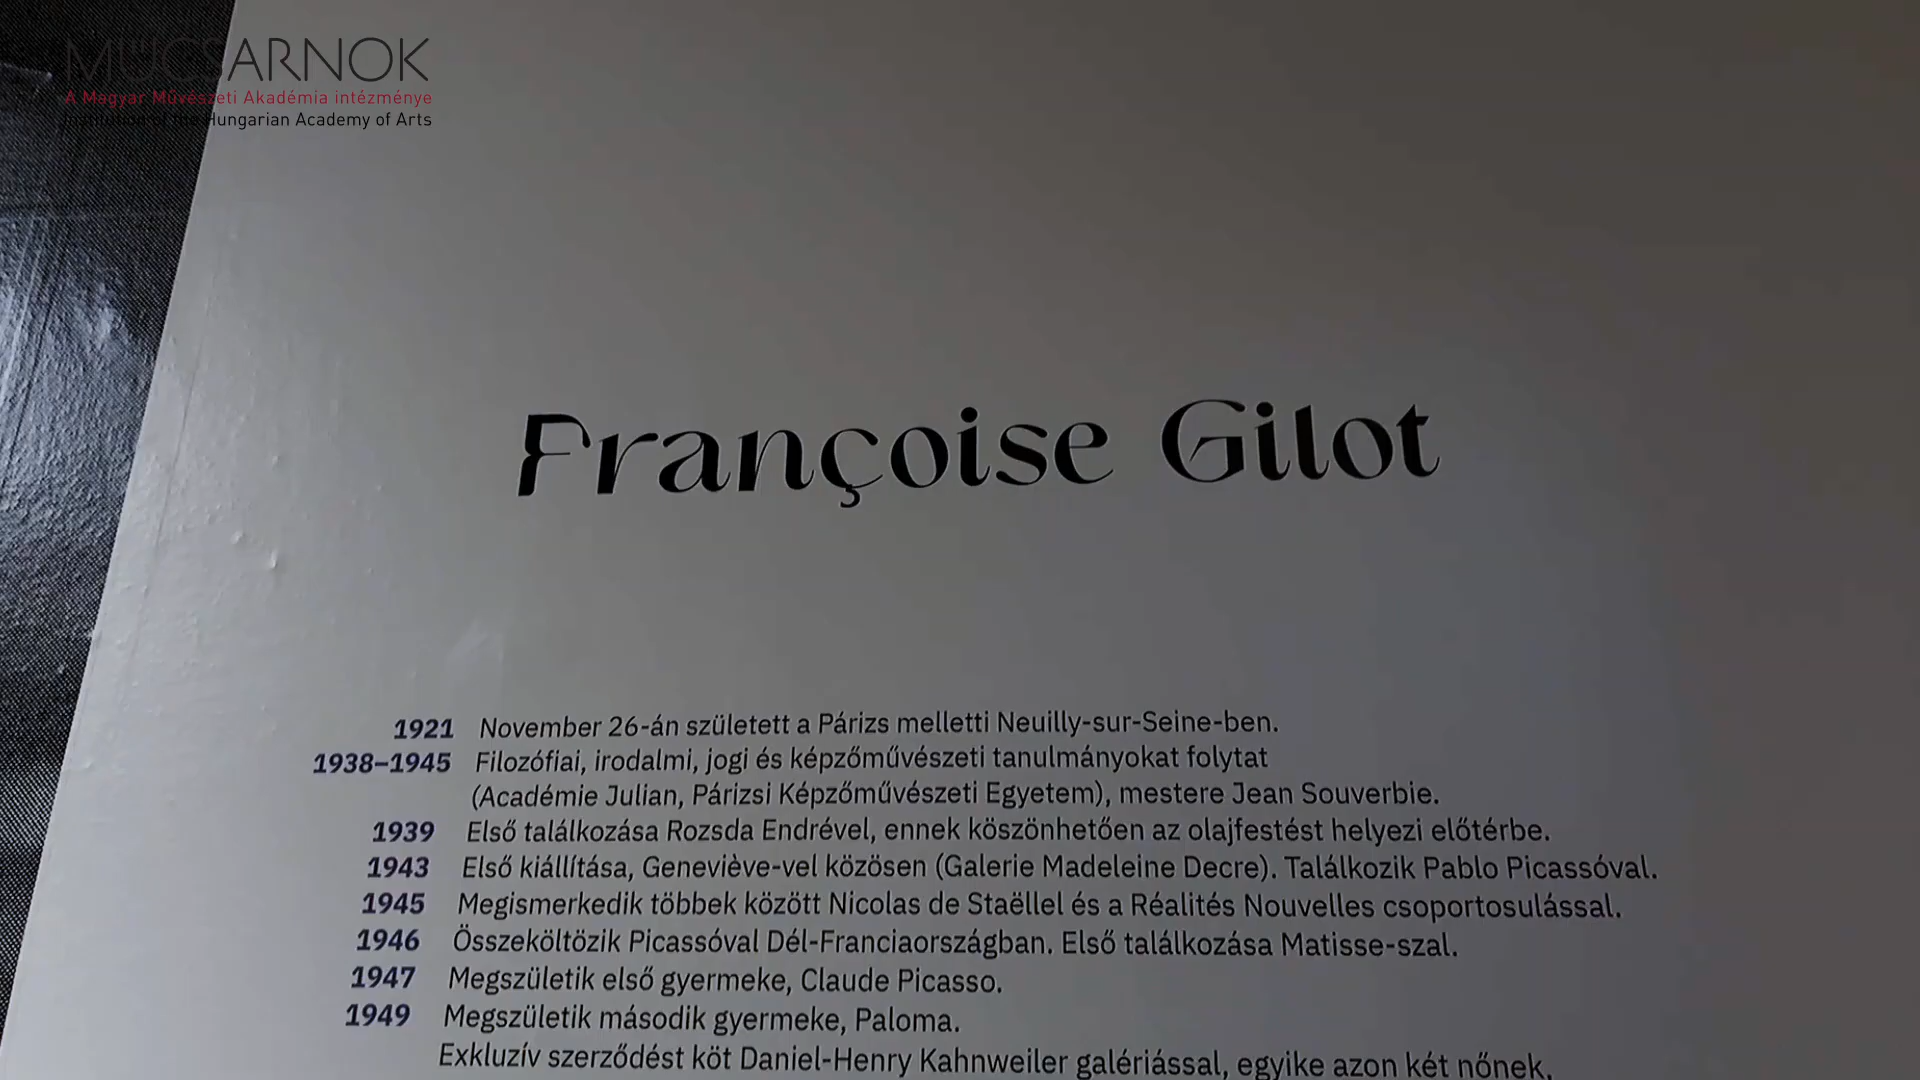 MŰCSARNOK
A Magyar Művészeti Akadémia intézménye
Institution of the Hungarian Academy of Arts
Françoise Gilot
1921 November 26-án született a Párizs melletti Neuilly-sur-Seine-ben.
1938–1945 Filozófiai, irodalmi, jogi és képzőművészeti tanulmányokat folytat
(Académie Julian, Párizsi Képzőművészeti Egyetem), mestere Jean Souverbie.
1939 Első találkozása Rozsda Endrével, ennek köszönhetően az olajfestést helyezi előtérbe.
1943 Első kiállítása, Geneviève-vel közösen (Galerie Madeleine Decre). Találkozik Pablo Picassóval.
1945 Megismerkedik többek között Nicolas de Staëllel és a Réalités Nouvelles csoportosulással.
1946 Összeköltözik Picassóval Dél-Franciaországban. Első találkozása Matisse-szal.
1947 Megszületik első gyermeke, Claude Picasso.
1949 Megszületik második gyermeke, Paloma.
Exkluzív szerződést köt Daniel-Henry Kahnweiler galériással, egyike azon két nőnek,